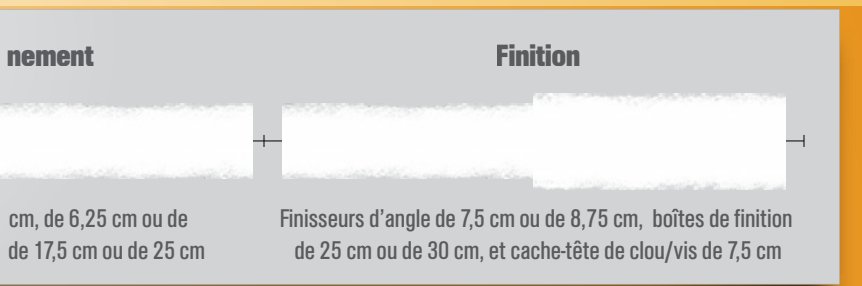 nement
cm, de 6,25 cm ou de
de 17,5 cm ou de 25 cm
Finition
Finisseurs d’angle de 7,5 cm ou de 8,75 cm, boîtes de finition
de 25 cm ou de 30 cm, et cache-tête de clou/vis de 7,5 cm